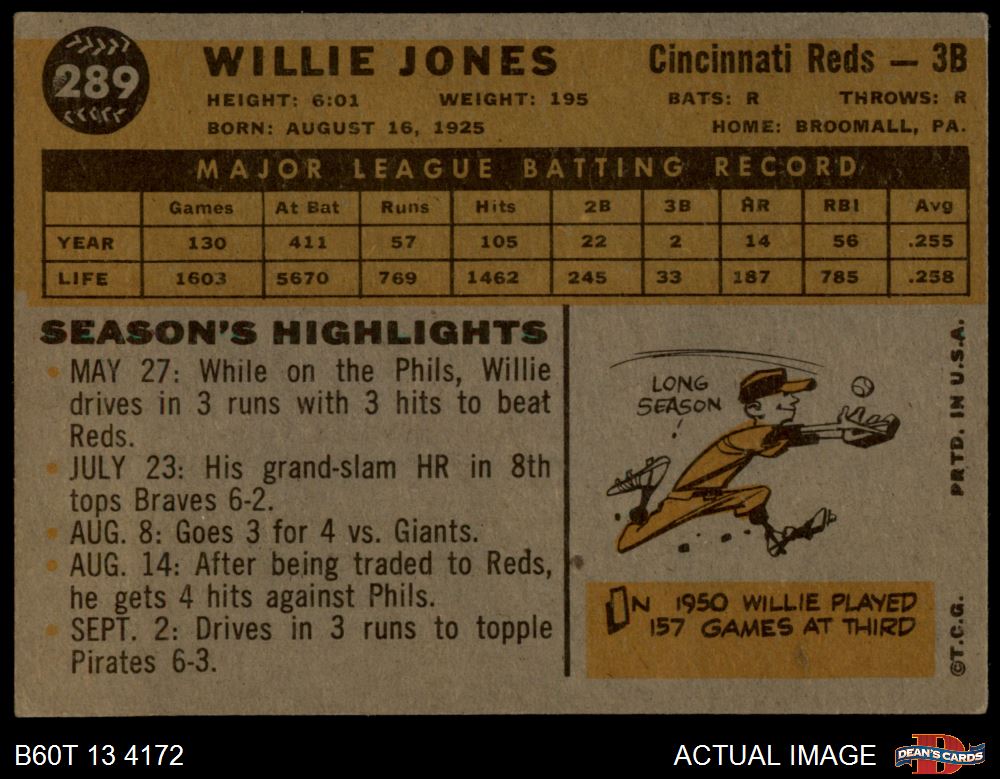 289
WILLIE JONES
Cincinnati Reds — 3B
HEIGHT: 6:01 WEIGHT: 195 BATS: R THROWS: R
BORN: AUGUST 16, 1925 HOME: BROOMALL, PA.
MAJOR LEAGUE BATTING RECORD
Games At Bat Runs Hits 2B 3B HR RBI Avg
YEAR 130 411 57 105 22 2 14 56 .255
LIFE 1603 5670 769 1462 245 33 187 785 .258
SEASON'S HIGHLIGHTS
MAY 27: While on the Phils, Willie
drives in 3 runs with 3 hits to beat
Reds.
JULY 23: His grand-slam HR in 8th
tops Braves 6-2.
AUG. 8: Goes 3 for 4 vs. Giants.
AUG. 14: After being traded to Reds,
he gets 4 hits against Phils.
SEPT. 2: Drives in 3 runs to topple
Pirates 6-3.
LONG
SEASON
IN 1950 WILLIE PLAYED
157 GAMES AT THIRD
©T.C.G. PRTD. IN U.S.A.
B60T 13 4172
ACTUAL IMAGE
DEAN'S CARDS